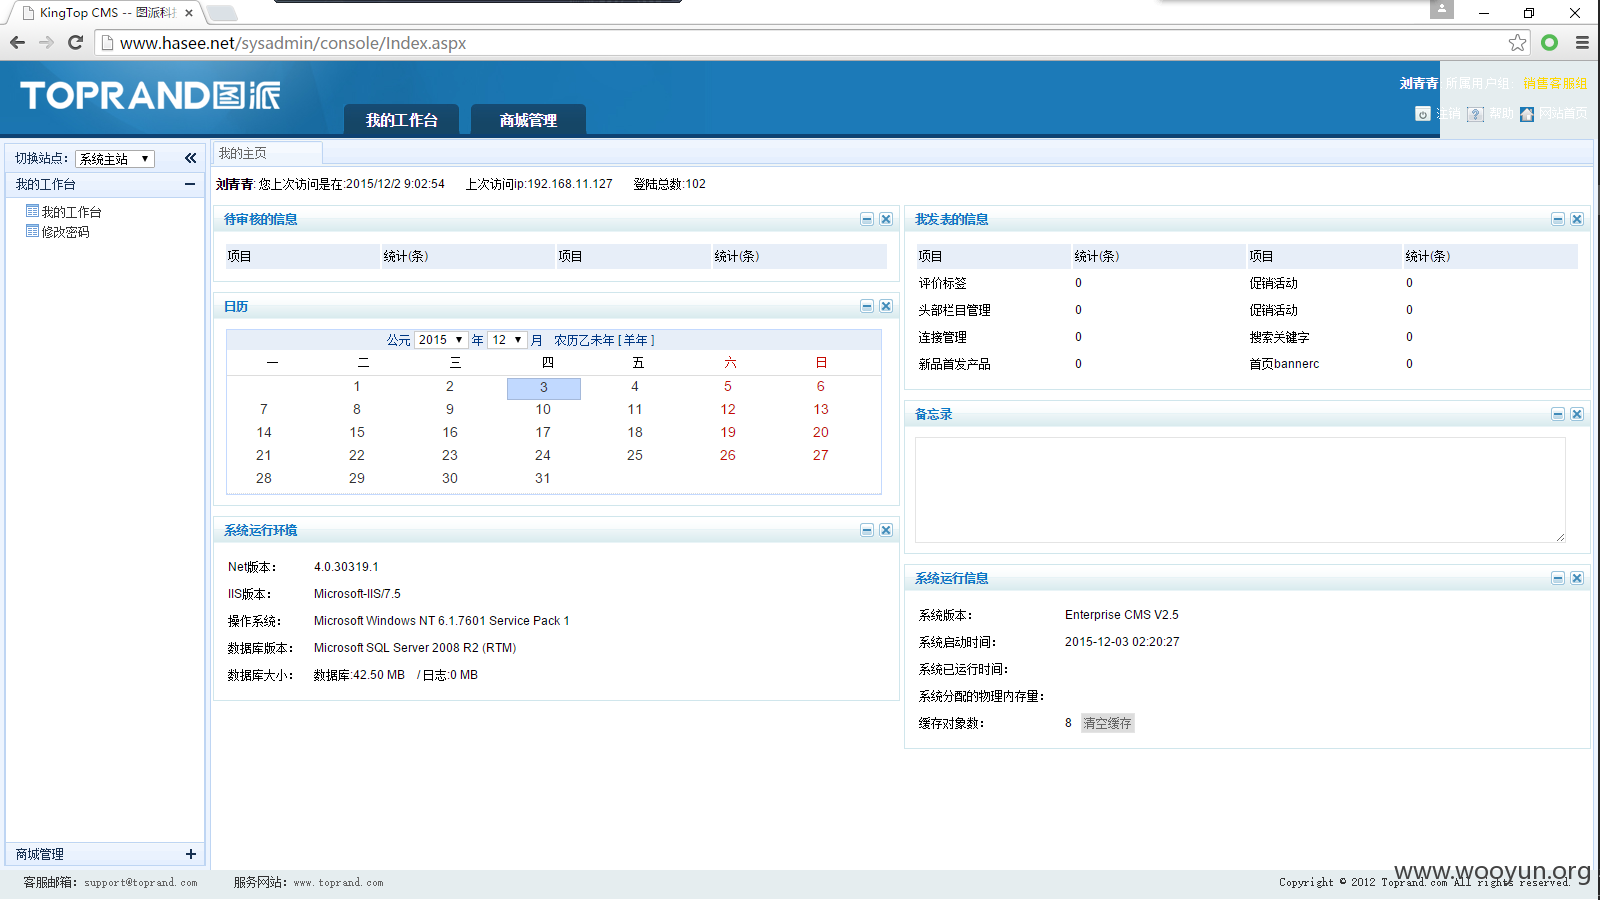 KingTop CMS -- 图派科
www.hasee.net/sysadmin/console/Index.aspx
TOPRAND图派
我的工作台 商城管理
刘青青 所属用户组: 销售客服组
注销 帮助 网站首页
切换站点: 系统主站
我的工作台
我的工作台
修改密码
商城管理
我的主页
刘青青: 您上次访问是在:2015/12/2 9:02:54 上次访问ip:192.168.11.127 登陆总数:102
待审核的信息
项目 统计(条) 项目 统计(条)
日历
公元 2015 年 12 月 农历乙未年 [ 羊年 ]
一 二 三 四 五 六 日
1 2 3 4 5 6
7 8 9 10 11 12 13
14 15 16 17 18 19 20
21 22 23 24 25 26 27
28 29 30 31
系统运行环境
Net版本: 4.0.30319.1
IIS版本: Microsoft-IIS/7.5
操作系统: Microsoft Windows NT 6.1.7601 Service Pack 1
数据库版本: Microsoft SQL Server 2008 R2 (RTM)
数据库大小: 数据库:42.50 MB / 日志:0 MB
我发表的信息
项目 统计(条) 项目 统计(条)
评价标签 0 促销活动 0
头部栏目管理 0 促销活动 0
连接管理 0 搜索关键字 0
新品首发产品 0 首页bannerc 0
备忘录
系统运行信息
系统版本: Enterprise CMS V2.5
系统启动时间: 2015-12-03 02:20:27
系统已运行时间:
系统分配的物理内存量:
缓存对象数: 8 清空缓存
客服邮箱: support@toprand.com 服务网站: www.toprand.com
Copyright © 2012 Toprand.com All rights reserved.
www.wooyun.org